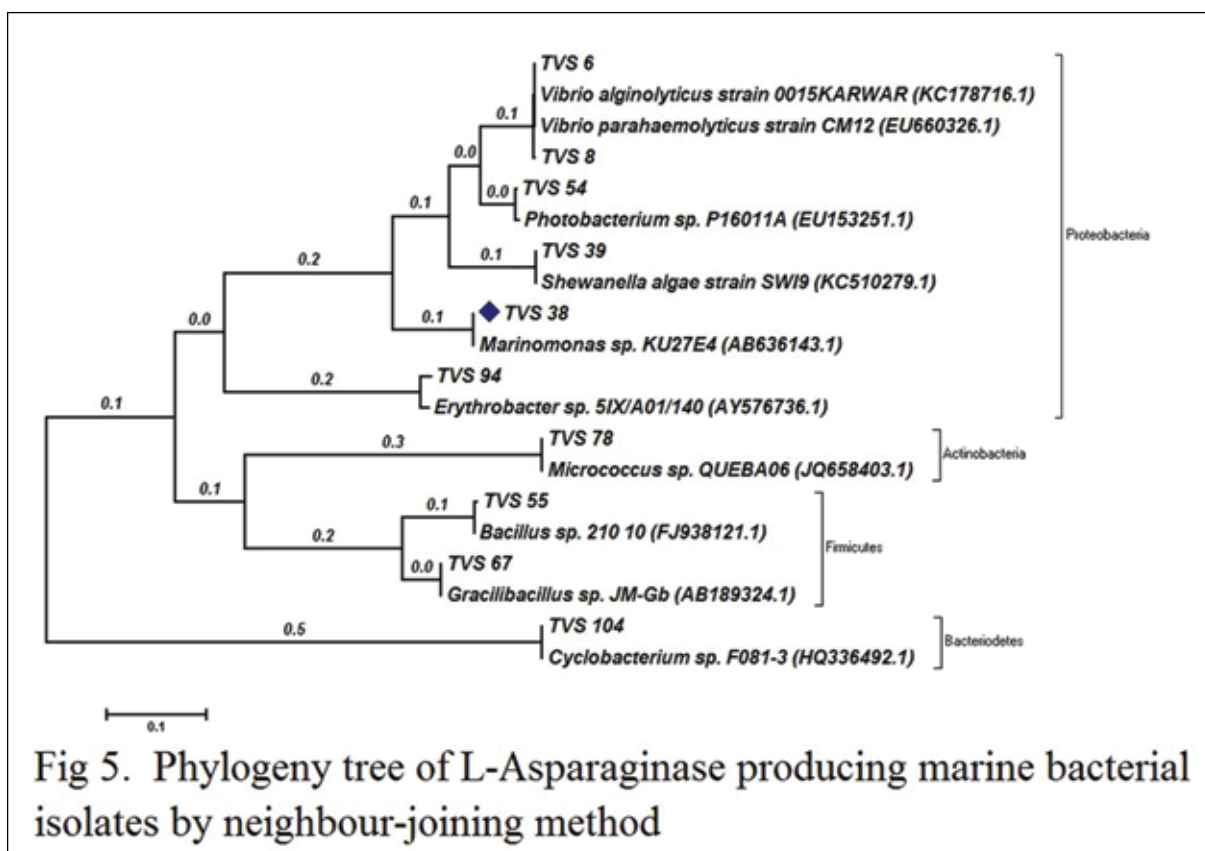 TVS 6
Vibrio alginolyticus strain 0015KARWAR (KC178716.1)
0.1
Vibrio parahaemolyticus strain CM12 (EU660326.1)
0.0
TVS 8
TVS 54
0.0
Photobacterium sp. P16011A (EU153251.1)
0.1
Proteobacteria
TVS 39
0.1
Shewanella algae strain SWI9 (KC510279.1)
0.2
TVS 38
0.1
Marinomonas sp. KU27E4 (AB636143.1)
0.0
TVS 94
0.2
Erythrobacter sp. 5IX/A01/140 (AY576736.1)
0.1
TVS 78
0.3
Actinobacteria
Micrococcus sp. QUEBA06 (JQ658403.1)
0.1
TVS 55
0.1
Bacillus sp. 210 10 (FJ938121.1)
0.2
Firmicutes
TVS 67
0.0
Gracilibacillus sp. JM-Gb (AB189324.1)
TVS 104
0.5
Bacteriodetes
Cyclobacterium sp. F081-3 (HQ336492.1)
0.1
Fig 5. Phylogeny tree of L-Asparaginase producing marine bacterial
isolates by neighbour-joining method